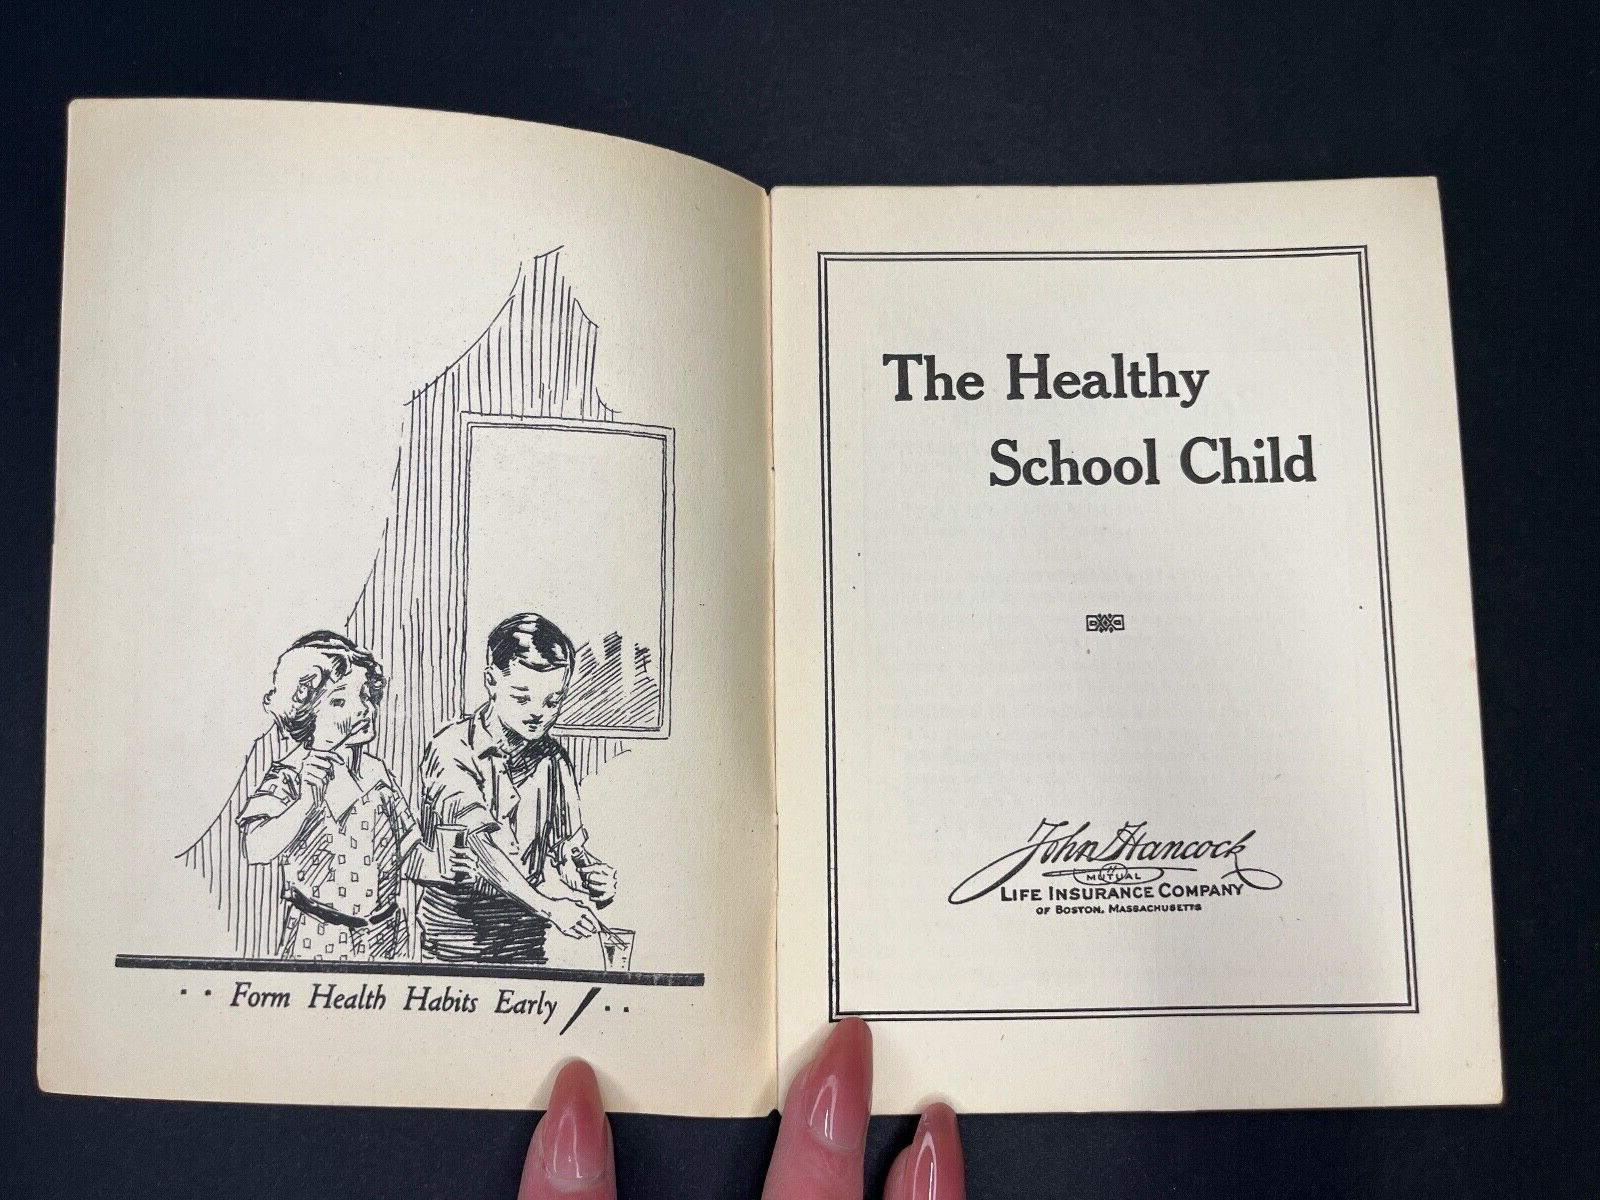 . . Form Health Habits Early / . .
The Healthy
School Child
John Hancock
MUTUAL
LIFE INSURANCE COMPANY
OF BOSTON, MASSACHUSETTS